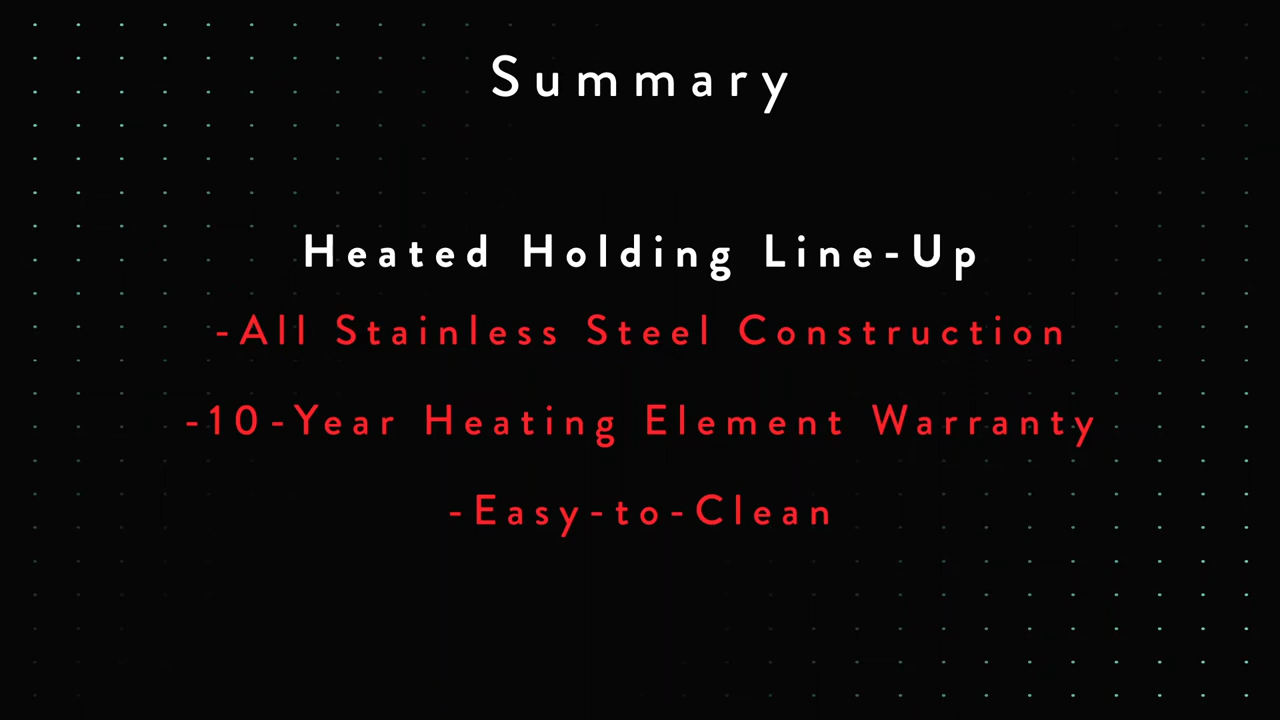 Summary
Heated Holding Line-Up
-All Stainless Steel Construction
-10-Year Heating Element Warranty
-Easy-to-Clean